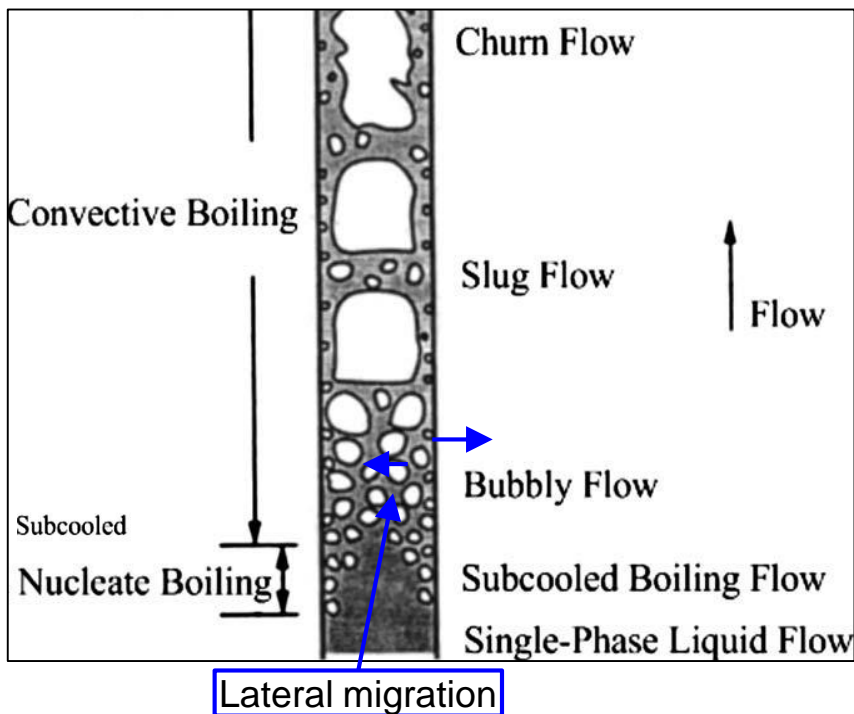 Churn Flow
Convective Boiling
Slug Flow
Flow
Bubbly Flow
Subcooled
Nucleate Boiling
Subcooled Boiling Flow
Single-Phase Liquid Flow
Lateral migration